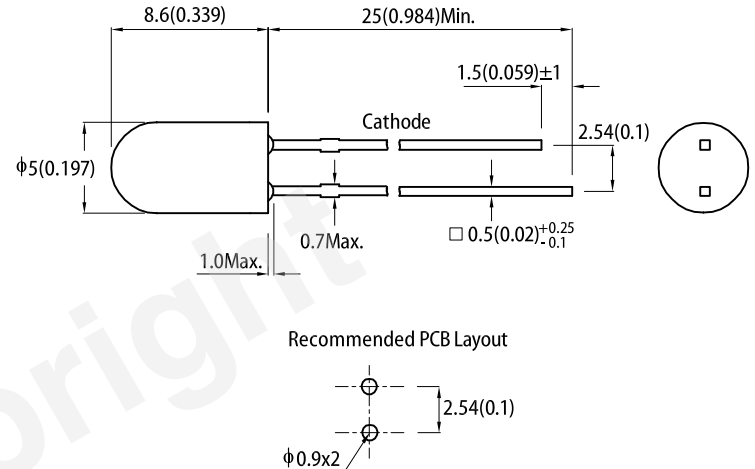 8.6(0.339)
25(0.984)Min.
1.5(0.059)±1
Cathode
2.54(0.1)
ϕ5(0.197)
0.7Max.
□ 0.5(0.02)+0.25 -0.1
1.0Max.
Recommended PCB Layout
2.54(0.1)
ϕ0.9x2
bright